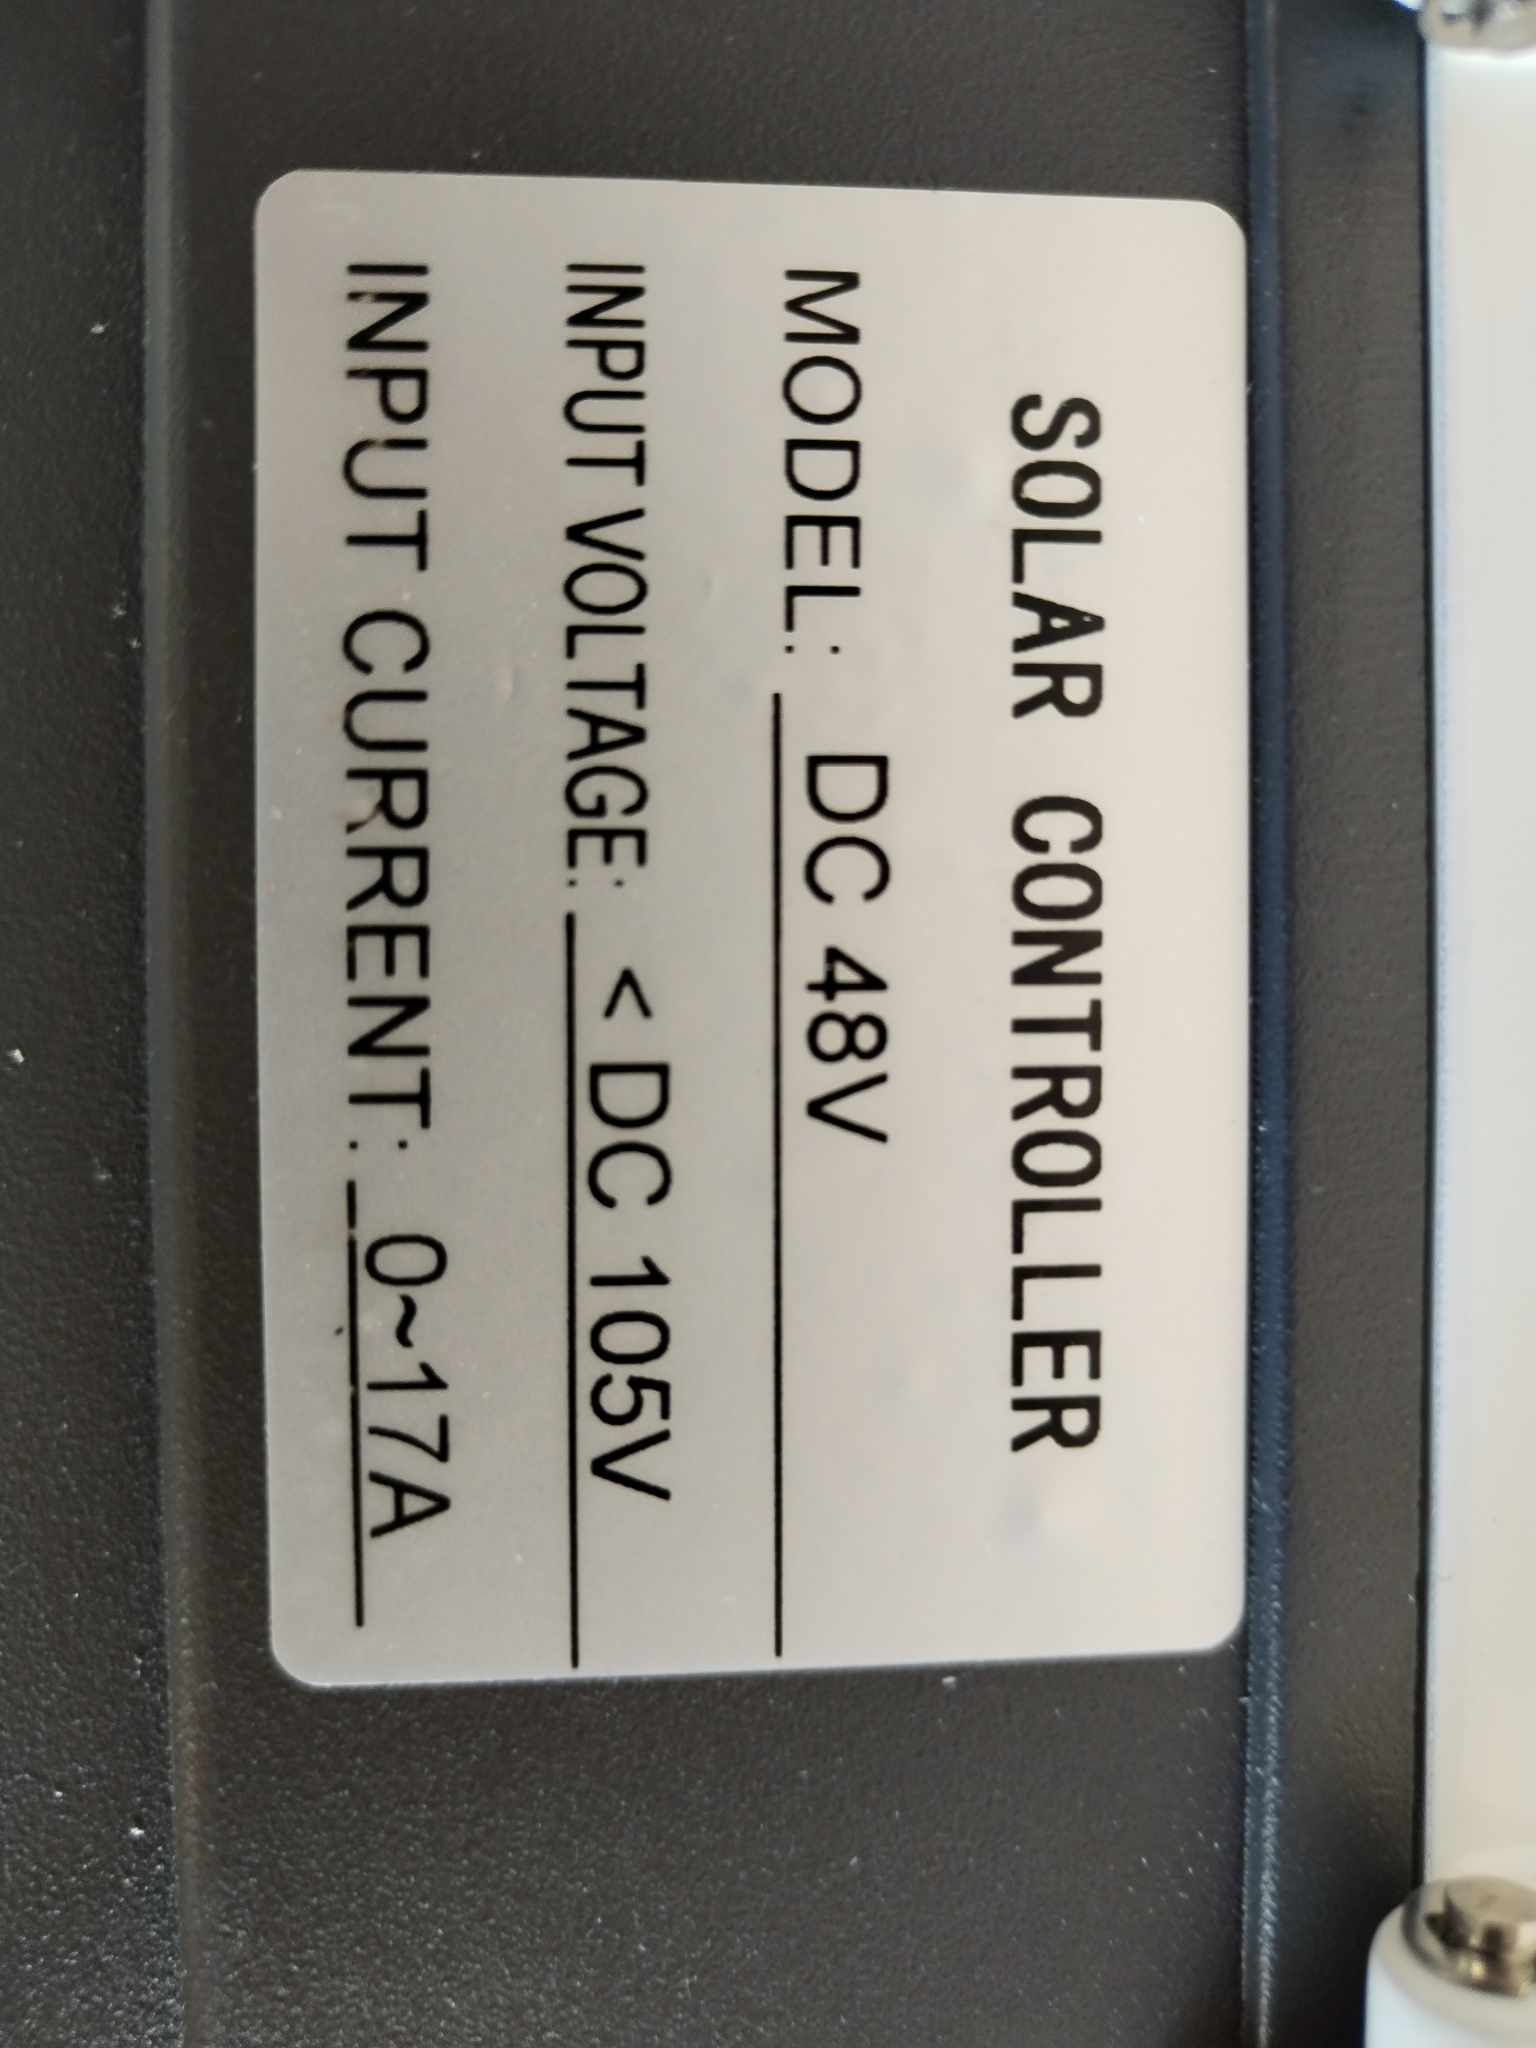 SOLAR CONTROLLER
MODEL: DC 48V
INPUT VOLTAGE: < DC 105V
INPUT CURRENT: 0~17A